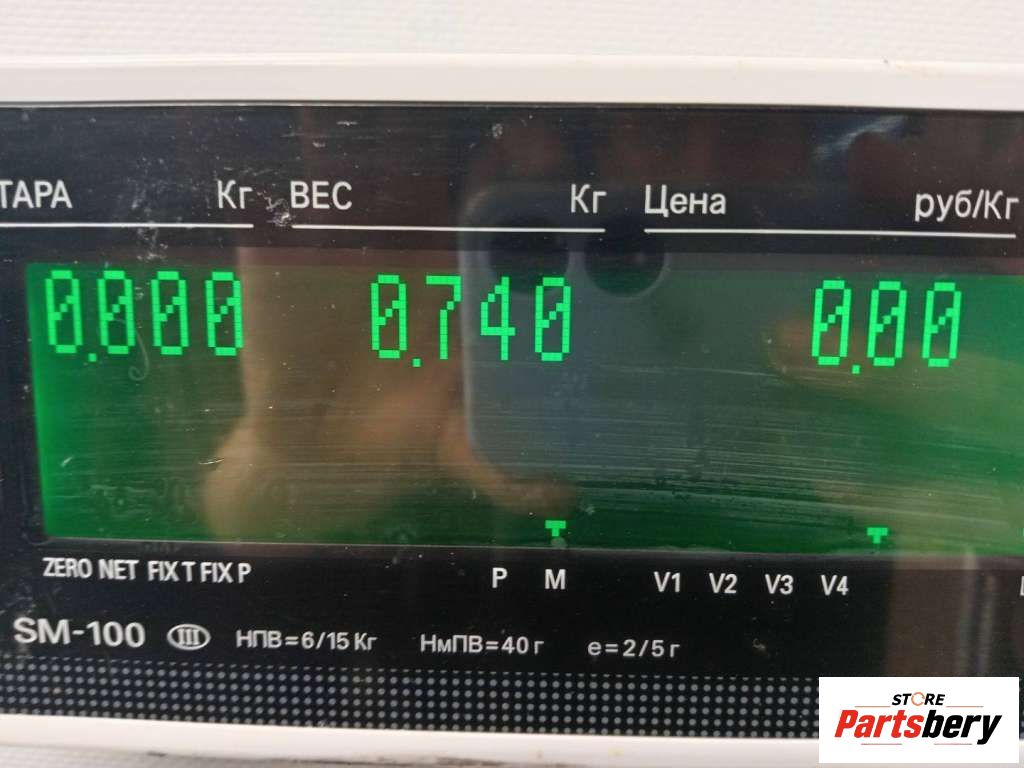 ТАРА Кг ВЕС Кг Цена руб/Кг
0.000 0.740 0.00
ZERO NET FIX T FIX P P M V1 V2 V3 V4
SM-100 III НПВ=6/15 Кг НмПВ=40 г e=2/5 г
STORE
Partsbery